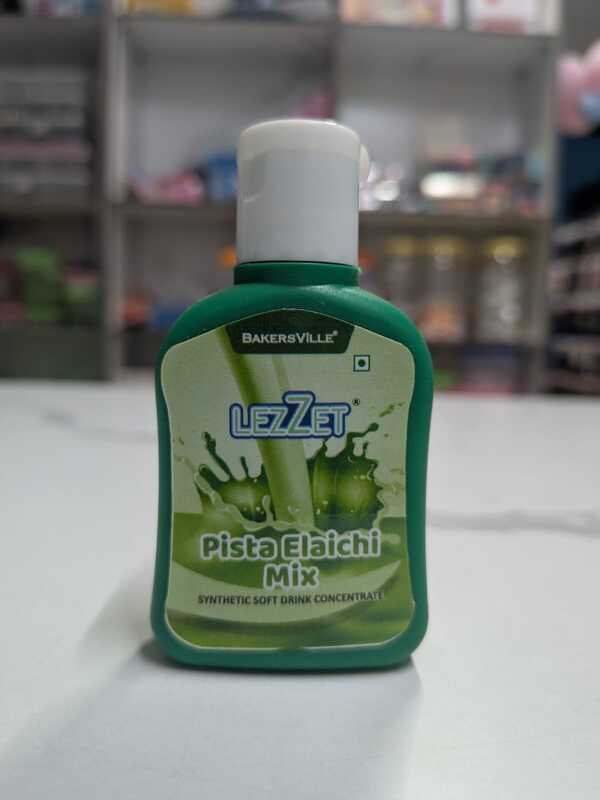 BAKERSVILLE®
LEZZET®
Pista Elaichi
Mix
SYNTHETIC SOFT DRINK CONCENTRATE